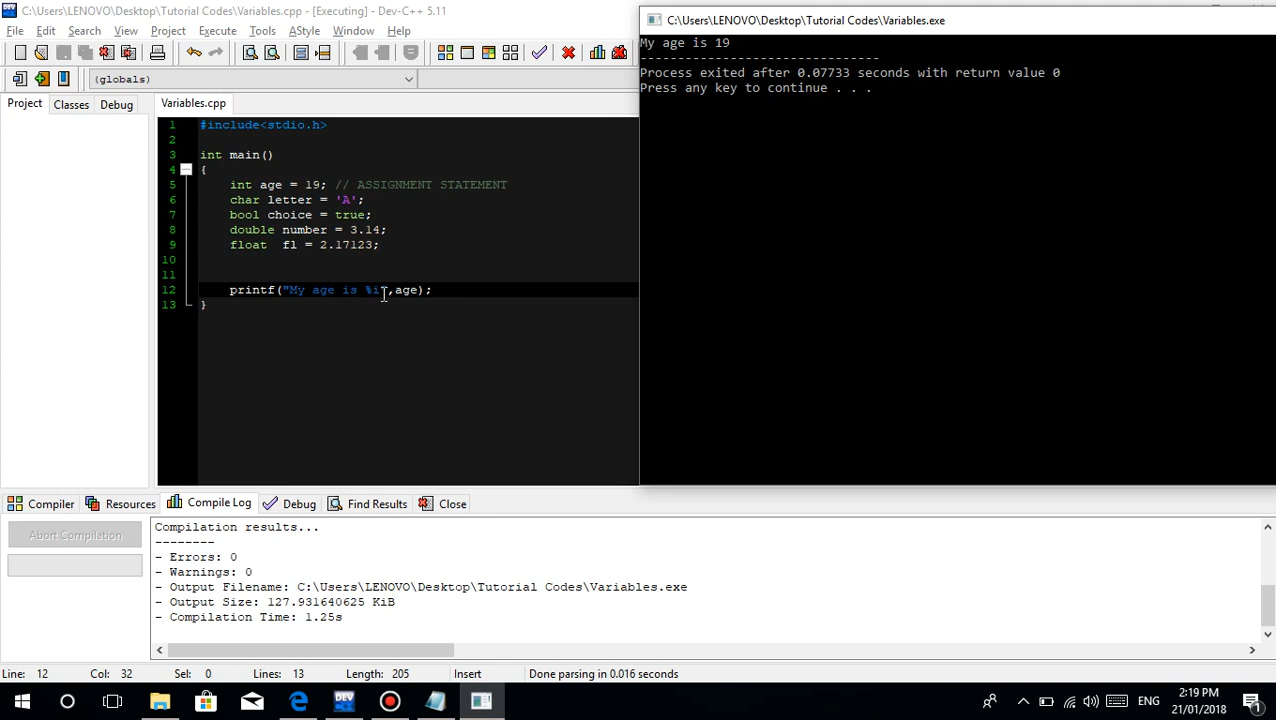 C:\Users\LENOVO\Desktop\Tutorial Codes\Variables.cpp - [Executing] - Dev-C++ 5.11
File Edit Search View Project Execute Tools AStyle Window Help
(globals)
Project Classes Debug
Variables.cpp
1 #include<stdio.h>
2
3 int main()
4 {
5 int age = 19; // ASSIGNMENT STATEMENT
6 char letter = 'A';
7 bool choice = true;
8 double number = 3.14;
9 float  fl = 2.17123;
10
11
12 printf("My age is %i",age);
13 }
C:\Users\LENOVO\Desktop\Tutorial Codes\Variables.exe
My age is 19
--------------------------------
Process exited after 0.07733 seconds with return value 0
Press any key to continue . . .
Compiler Resources Compile Log Debug Find Results Close
Abort Compilation
Compilation results...
--------
- Errors: 0
- Warnings: 0
- Output Filename: C:\Users\LENOVO\Desktop\Tutorial Codes\Variables.exe
- Output Size: 127.931640625 KiB
- Compilation Time: 1.25s
Line: 12 Col: 32 Sel: 0 Lines: 13 Length: 205 Insert Done parsing in 0.016 seconds
DEV
ENG
2:19 PM
21/01/2018
1